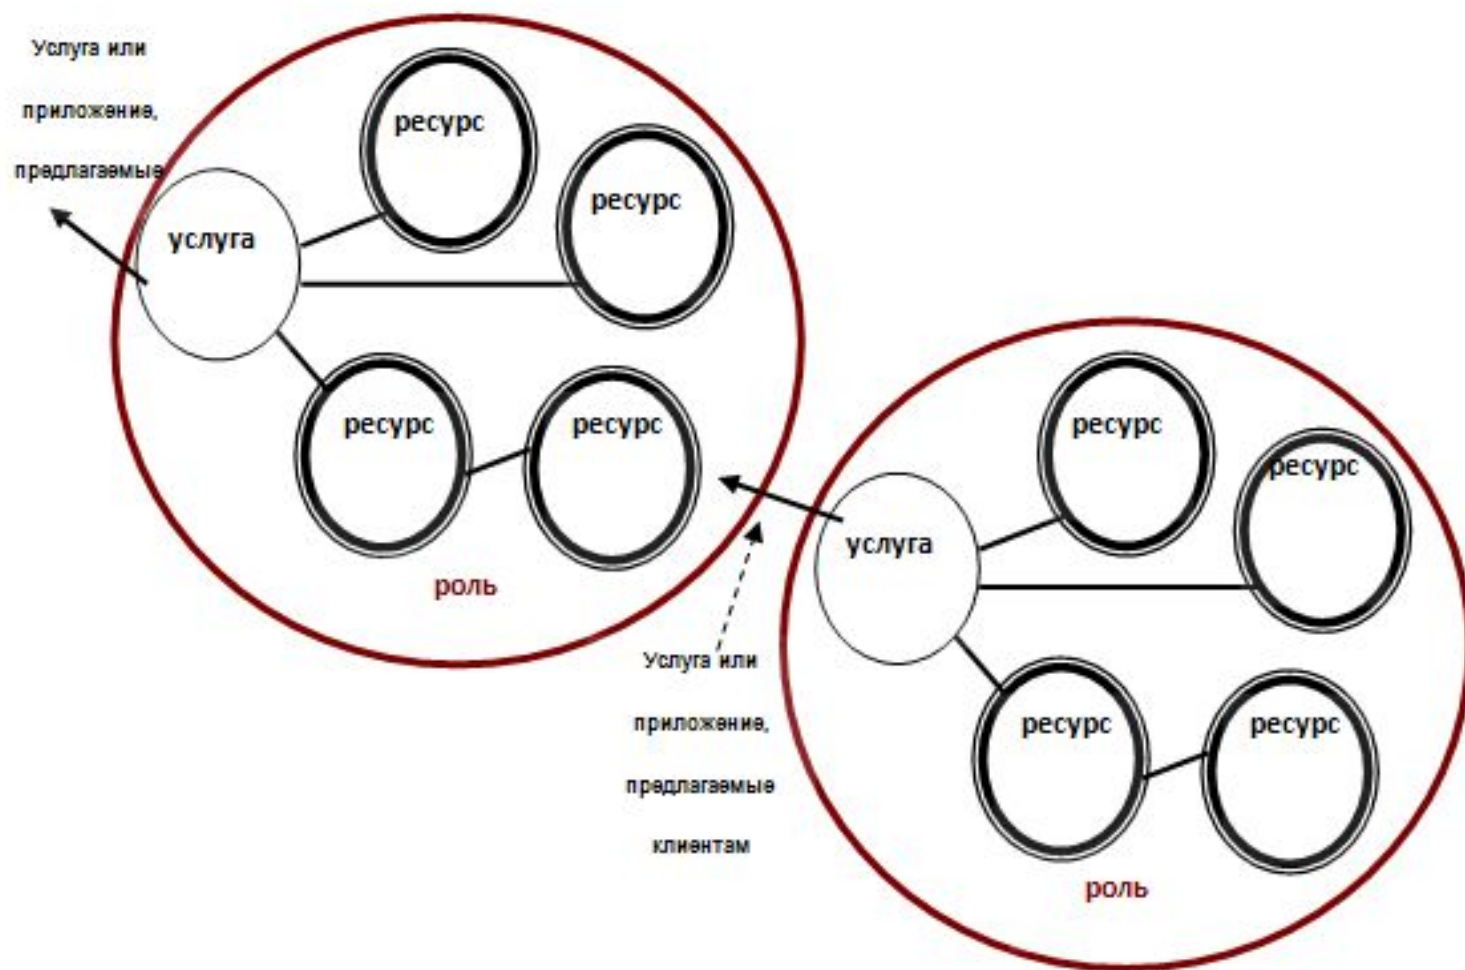 Услуга или
приложение,
предлагаемые
ресурс
ресурс
услуга
ресурс
ресурс
роль
ресурс
ресурс
услуга
Услуга или
приложение,
предлагаемые
клиентам
ресурс
ресурс
роль